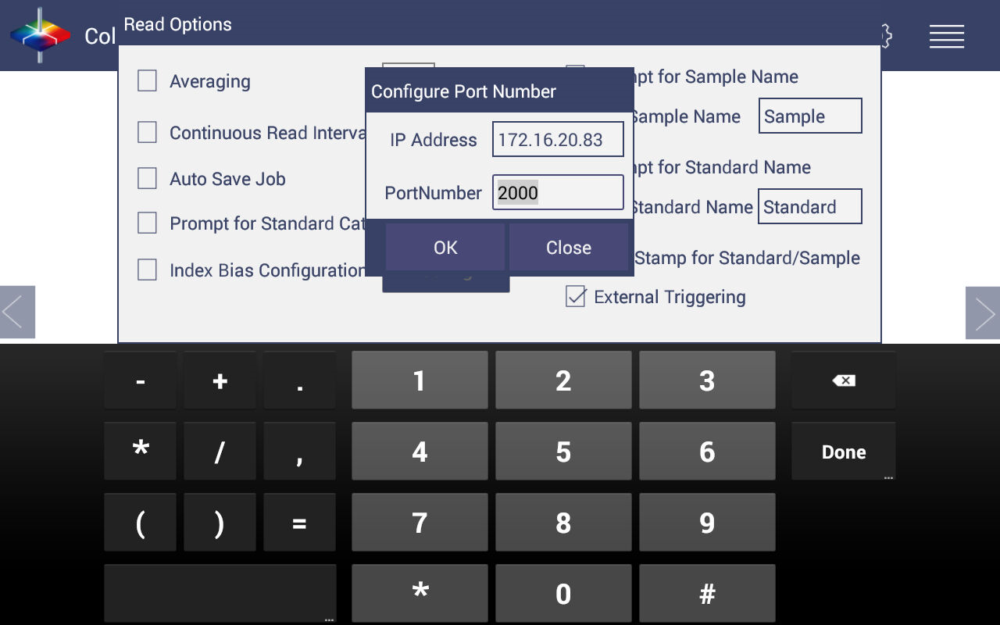 Col
Read Options
Averaging
Continuous Read Interva
Auto Save Job
Prompt for Standard Cat
Index Bias Configuration
Configure Port Number
IP Address 172.16.20.83
PortNumber 2000
OK Close
pt for Sample Name
Sample Name Sample
pt for Standard Name
Standard Name Standard
Stamp for Standard/Sample
External Triggering
- + . 1 2 3
* / , 4 5 6 Done
...
( ) = 7 8 9
* 0 #
...